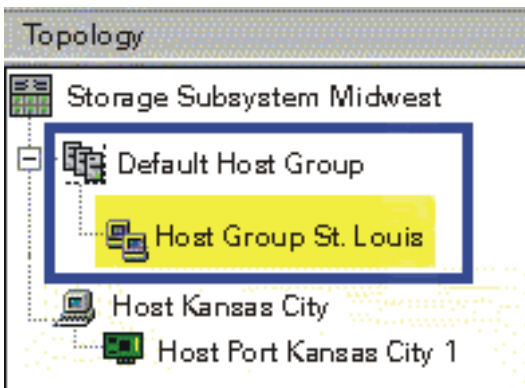 Topology
Storage Subsystem Midwest
Default Host Group
Host Group St. Louis
Host Kansas City
Host Port Kansas City 1